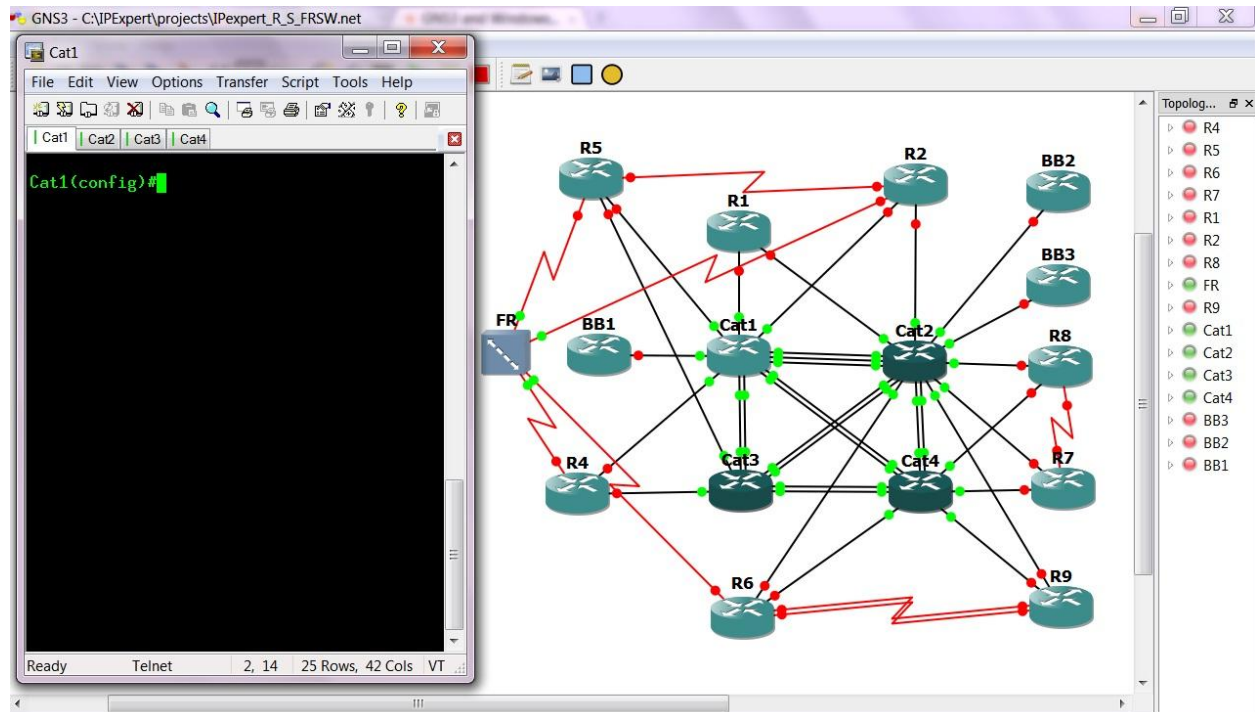 GNS3 - C:\IPExpert\projects\IPexpert_R_S_FRSW.net
GNS3 and Windows...
Cat1
File Edit View Options Transfer Script Tools Help
Cat1 Cat2 Cat3 Cat4
Cat1(config)#
Ready Telnet 2, 14 25 Rows, 42 Cols VT
R5
R2
BB2
R1
BB3
FR
BB1
Cat1
Cat2
R8
R4
Cat3
Cat4
R7
R6
R9
Topolog...
R4
R5
R6
R7
R1
R2
R8
FR
R9
Cat1
Cat2
Cat3
Cat4
BB3
BB2
BB1